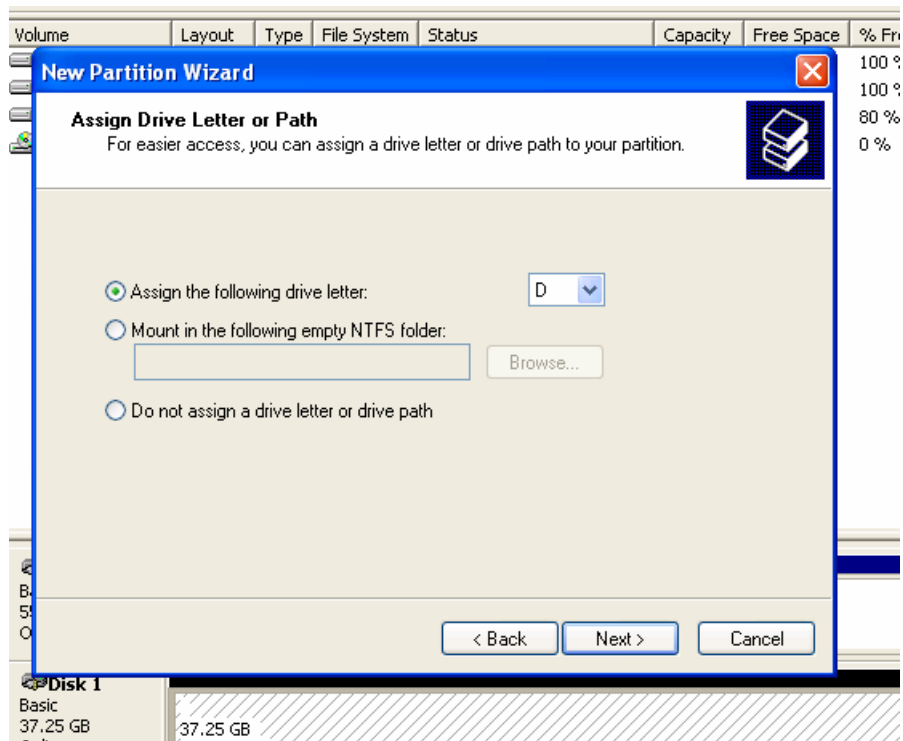 Volume Layout Type File System Status Capacity Free Space % Fr
New Partition Wizard
100 %
100 %
80 %
0 %
Assign Drive Letter or Path
For easier access, you can assign a drive letter or drive path to your partition.
Assign the following drive letter: D
Mount in the following empty NTFS folder:
Browse...
Do not assign a drive letter or drive path
< Back Next > Cancel
Disk 1
Basic
37.25 GB
37.25 GB